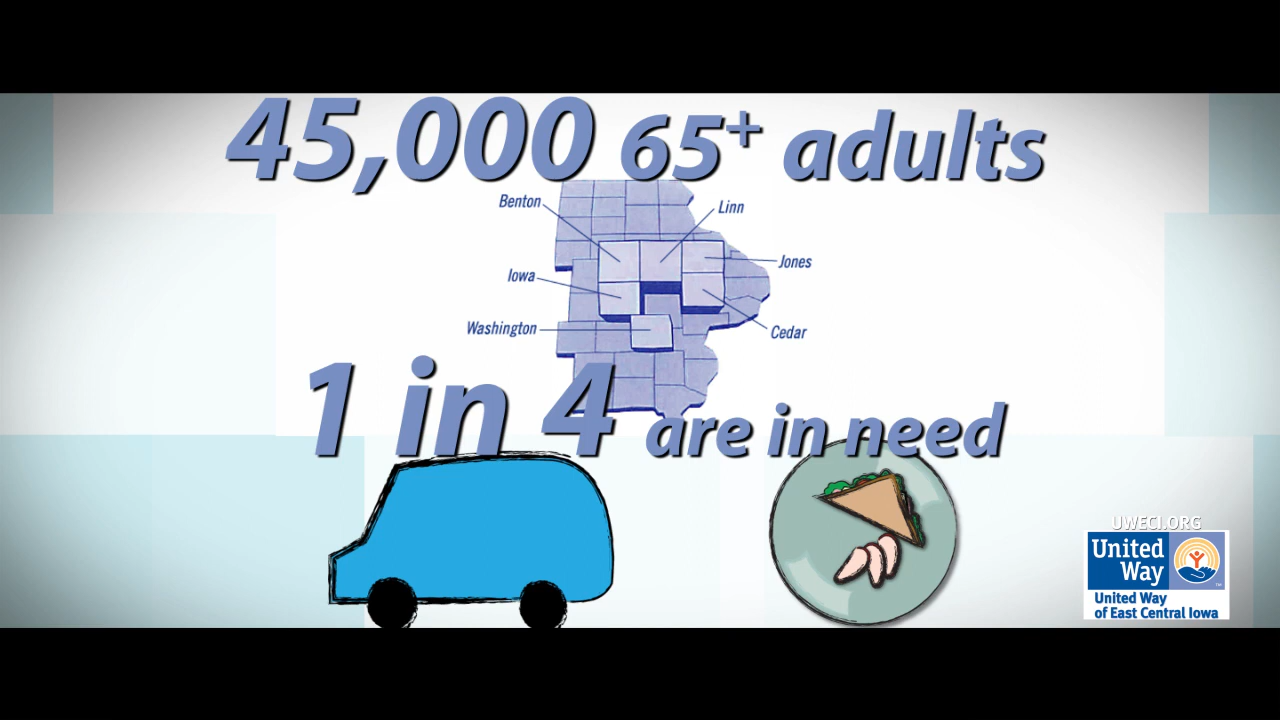 45,000 65+ adults
Benton
Linn
Jones
Iowa
Washington
Cedar
1 in 4 are in need
UWECI.ORG
United
Way
United Way
of East Central Iowa